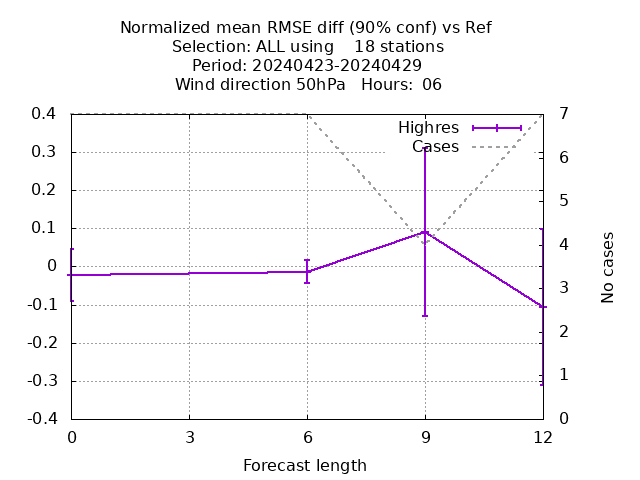 Normalized mean RMSE diff (90% conf) vs Ref
Selection: ALL using    18 stations
Period: 20240423-20240429
Wind direction 50hPa   Hours:  06
0.4
0.3
0.2
0.1
0
-0.1
-0.2
-0.3
-0.4
Highres
Cases
7
6
5
4
3
2
1
0
No cases
0
3
6
9
12
Forecast length